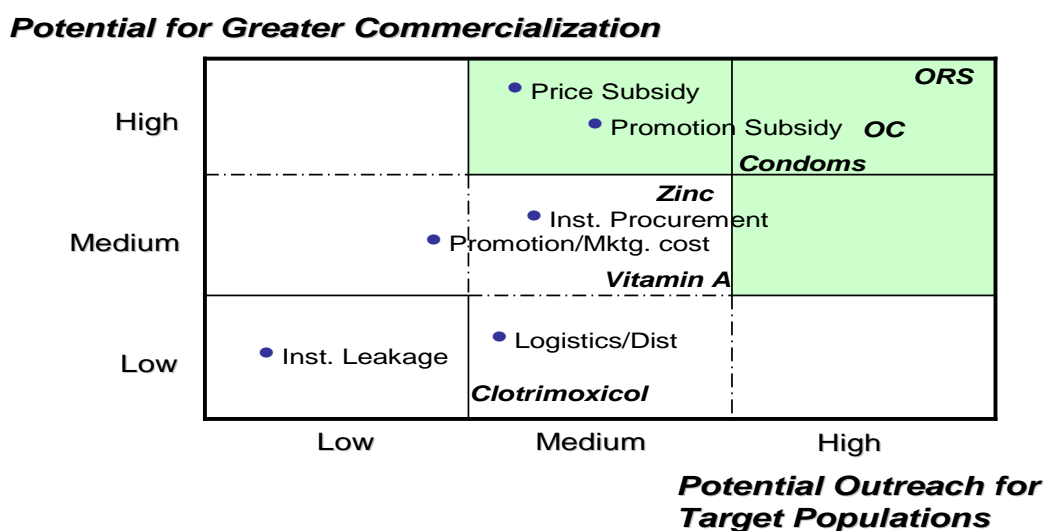 Potential for Greater Commercialization
ORS
Price Subsidy
High
Promotion Subsidy OC
Condoms
Zinc
Inst. Procurement
Medium
Promotion/Mktg. cost
Vitamin A
Logistics/Dist
Inst. Leakage
Low
Clotrimoxicol
Low Medium High
Potential Outreach for
Target Populations